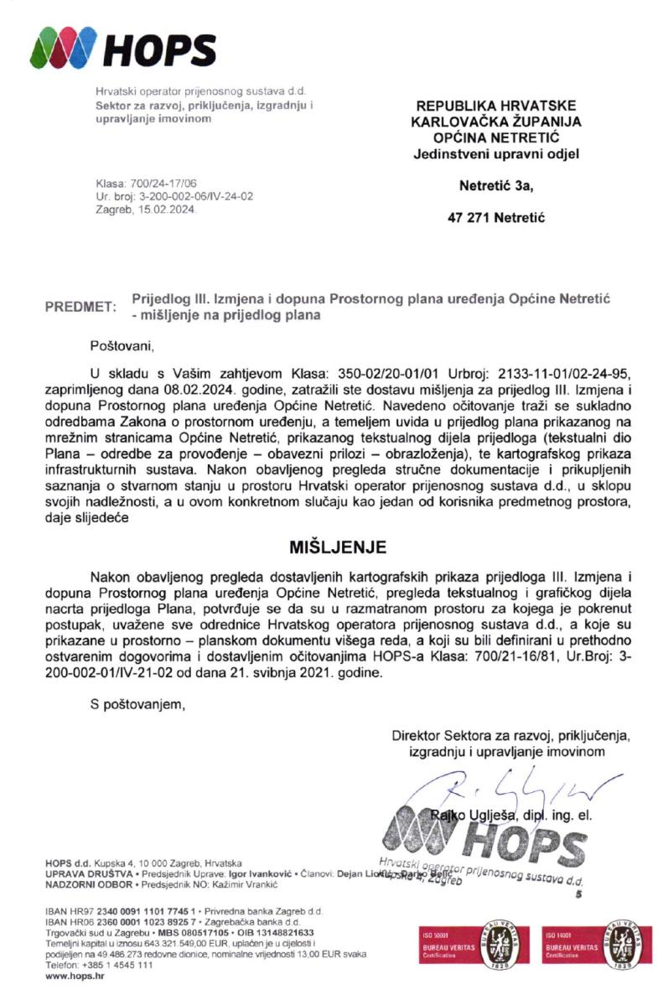 HOPS
Hrvatski operator prijenosnog sustava d.d.
Sektor za razvoj, priključenja, izgradnju i
upravljanje imovinom
REPUBLIKA HRVATSKE
KARLOVAČKA ŽUPANIJA
OPĆINA NETRETIĆ
Jedinstveni upravni odjel
Netretić 3a,
47 271 Netretić
Klasa: 700/24-17/06
Ur. broj: 3-200-002-06/IV-24-02
Zagreb, 15.02.2024.
PREDMET: Prijedlog III. Izmjena i dopuna Prostornog plana uređenja Općine Netretić
- mišljenje na prijedlog plana
Poštovani,
U skladu s Vašim zahtjevom Klasa: 350-02/20-01/01 Urbroj: 2133-11-01/02-24-95,
zaprimljenog dana 08.02.2024. godine, zatražili ste dostavu mišljenja za prijedlog III. Izmjena i
dopuna Prostornog plana uređenja Općine Netretić. Navedeno očitovanje traži se sukladno
odredbama Zakona o prostornom uređenju, a temeljem uvida u prijedlog plana prikazanog na
mrežnim stranicama Općine Netretić, prikazanog tekstualnog dijela prijedloga (tekstualni dio
Plana – odredbe za provođenje – obavezni prilozi – obrazloženja), te kartografskog prikaza
infrastrukturnih sustava. Nakon obavljenog pregleda stručne dokumentacije i prikupljenih
saznanja o stvarnom stanju u prostoru Hrvatski operator prijenosnog sustava d.d., u sklopu
svojih nadležnosti, a u ovom konkretnom slučaju kao jedan od korisnika predmetnog prostora,
daje slijedeće
MIŠLJENJE
Nakon obavljenog pregleda dostavljenih kartografskih prikaza prijedloga III. Izmjena i
dopuna Prostornog plana uređenja Općine Netretić, pregleda tekstualnog i grafičkog dijela
nacrta prijedloga Plana, potvrđuje se da su u razmatranom prostoru za kojega je pokrenut
postupak, uvažene sve odrednice Hrvatskog operatora prijenosnog sustava d.d., a koje su
prikazane u prostorno – planskom dokumentu višega reda, a koji su bili definirani u prethodno
ostvarenim dogovorima i dostavljenim očitovanjima HOPS-a Klasa: 700/21-16/81, Ur.Broj: 3-
200-002-01/IV-21-02 od dana 21. svibnja 2021. godine.
S poštovanjem,
Direktor Sektora za razvoj, priključenja,
izgradnju i upravljanje imovinom
Rajko Uglješa, dipl. ing. el.
HOPS
Hrvatski operator prijenosnog sustava d.d.
Kupska 4, Zagreb
5
HOPS d.d. Kupska 4, 10 000 Zagreb, Hrvatska
UPRAVA DRUŠTVA • Predsjednik Uprave: Igor Ivanković • Članovi: Dejan
NADZORNI ODBOR • Predsjednik NO: Kažimir Vrankić
IBAN HR97 2340 0091 1101 7745 1 • Privredna banka Zagreb d.d.
IBAN HR06 2360 0001 1023 8925 7 • Zagrebačka banka d.d.
Trgovački sud u Zagrebu • MBS 080517105 • OIB 13148821633
Temeljni kapital u iznosu 643.321.549,00 EUR, uplaćen je u cijelosti i
podijeljen na 49.486.273 redovne dionice, nominalne vrijednosti 13,00 EUR svaka
Telefon: +385 1 4545 111
www.hops.hr
ISO 50001
BUREAU VERITAS
Certification
BUREAU VERITAS
1828
ISO 14001
BUREAU VERITAS
Certification
BUREAU VERITAS
1828